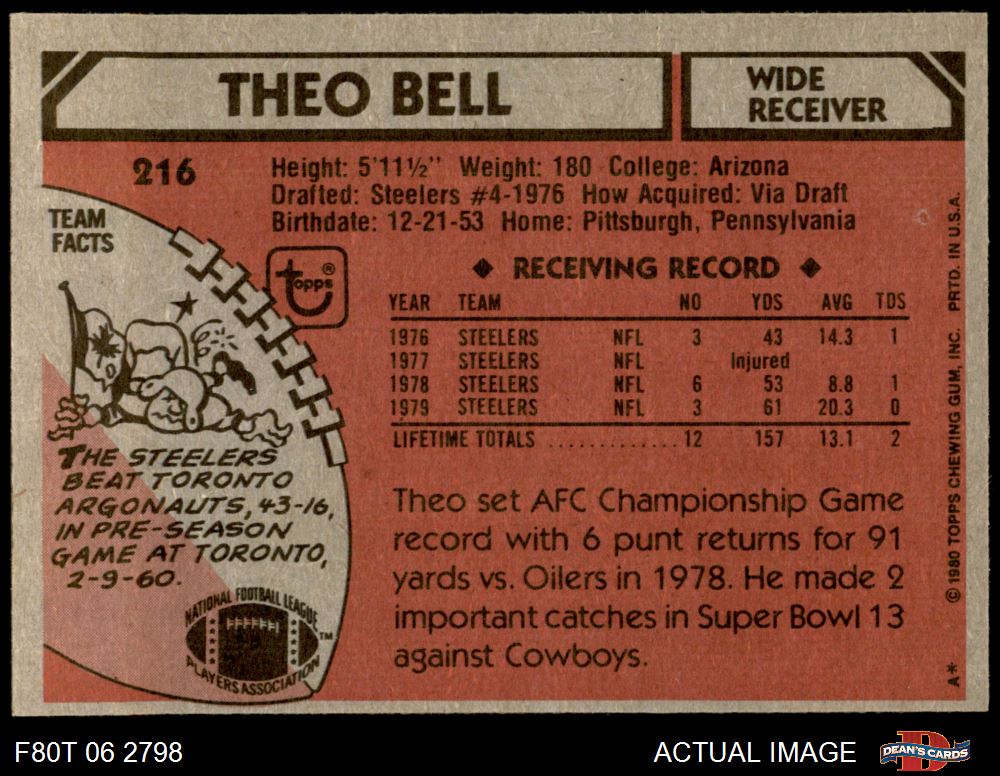 THEO BELL
WIDE
RECEIVER
216
Height: 5'11½" Weight: 180 College: Arizona
Drafted: Steelers #4-1976 How Acquired: Via Draft
Birthdate: 12-21-53 Home: Pittsburgh, Pennsylvania
TEAM
FACTS
topps®
◆ RECEIVING RECORD ◆
YEAR TEAM NO YDS AVG TDS
1976 STEELERS NFL 3 43 14.3 1
1977 STEELERS NFL Injured
1978 STEELERS NFL 6 53 8.8 1
1979 STEELERS NFL 3 61 20.3 0
LIFETIME TOTALS ............ 12 157 13.1 2
THE STEELERS
BEAT TORONTO
ARGONAUTS, 43-16,
IN PRE-SEASON
GAME AT TORONTO,
2-9-60.
NATIONAL FOOTBALL LEAGUE
PLAYERS ASSOCIATION
TM
Theo set AFC Championship Game
record with 6 punt returns for 91
yards vs. Oilers in 1978. He made 2
important catches in Super Bowl 13
against Cowboys.
A* © 1980 TOPPS CHEWING GUM, INC. PRTD. IN U.S.A.
F80T 06 2798
ACTUAL IMAGE
D
DEAN'S CARDS